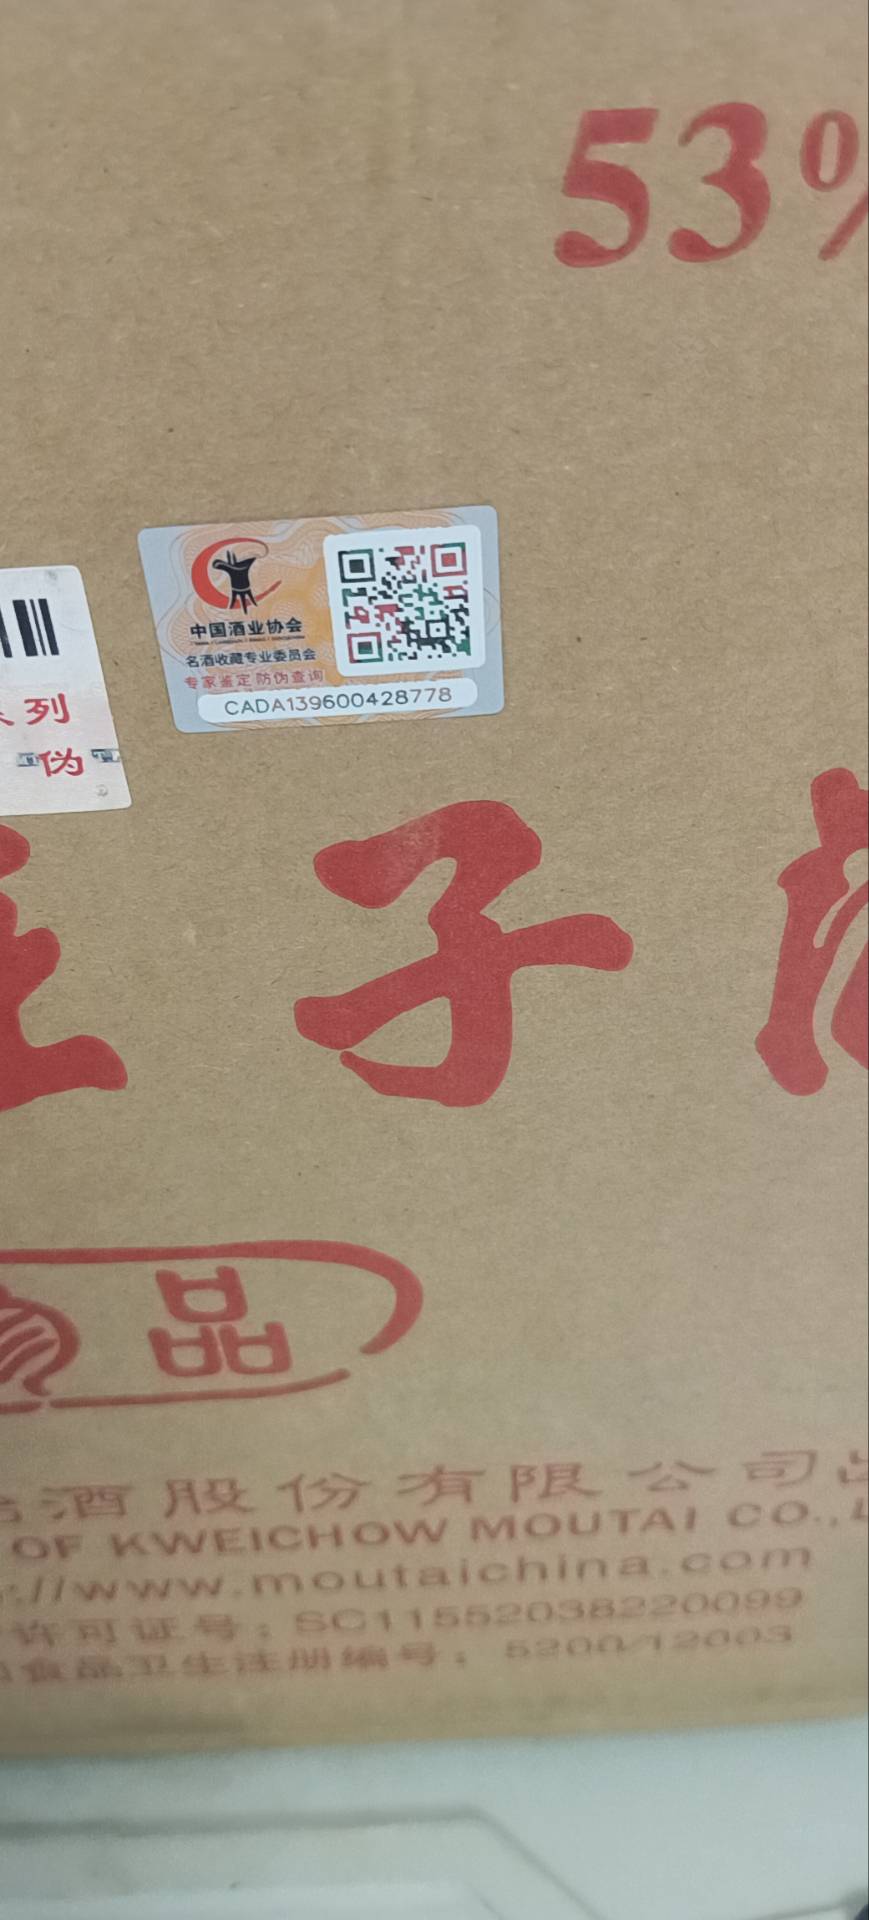 53%
中国酒业协会
名酒收藏专业委员会
专家鉴定防伪查询
CADA139600428778
列
伪
王子酒
品
酒股份有限公司出
OF KWEICHOW MOUTAI CO.,L
://www.moutaichina.com
许可证号：SC11552038220099
食品卫生注册编号：5200/12003